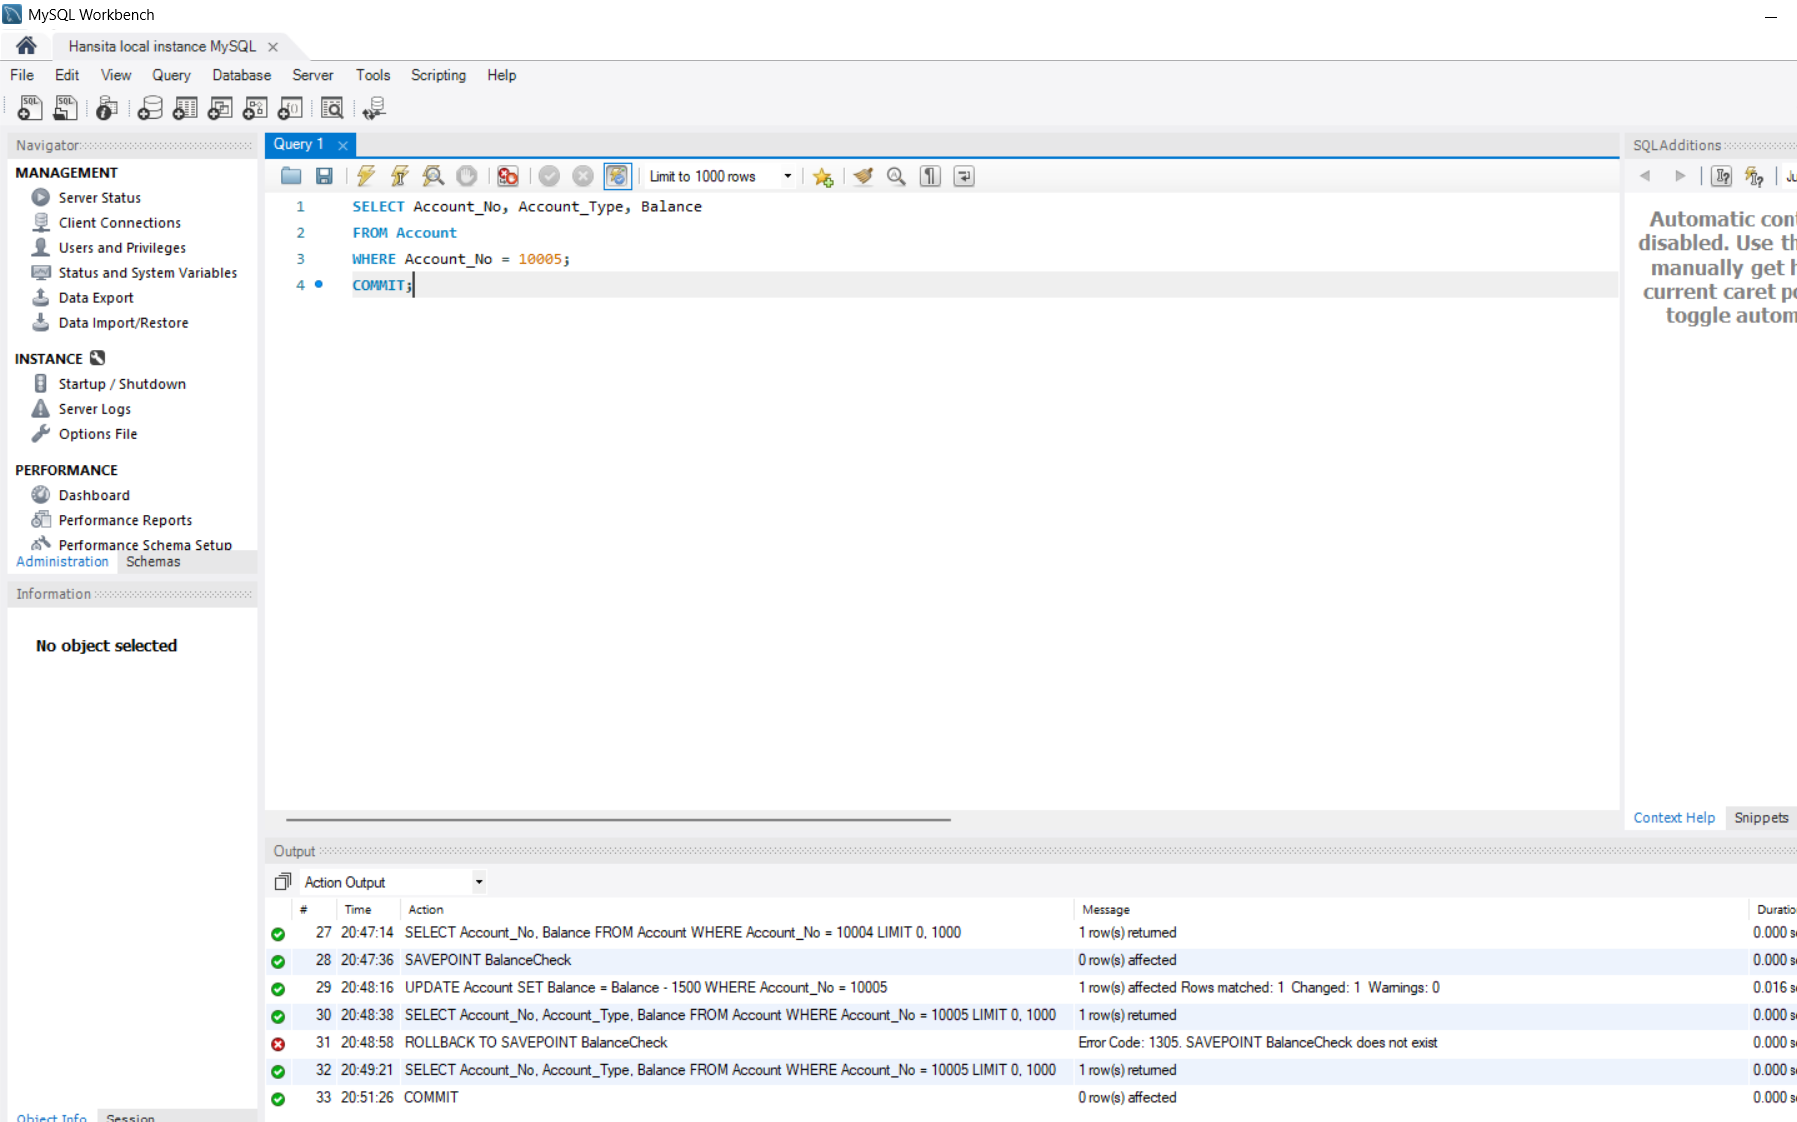 MySQL Workbench
Hansita local instance MySQL
File Edit View Query Database Server Tools Scripting Help
Navigator
MANAGEMENT
Server Status
Client Connections
Users and Privileges
Status and System Variables
Data Export
Data Import/Restore
INSTANCE
Startup / Shutdown
Server Logs
Options File
PERFORMANCE
Dashboard
Performance Reports
Performance Schema Setup
Administration Schemas
Information
No object selected
Object Info Session
Query 1
Limit to 1000 rows
1 SELECT Account_No, Account_Type, Balance
2 FROM Account
3 WHERE Account_No = 10005;
4 COMMIT;
SQLAdditions
Ju
Automatic cont
disabled. Use th
manually get h
current caret po
toggle autom
Context Help Snippets
Output
Action Output
# Time Action Message Duratio
27 20:47:14 SELECT Account_No, Balance FROM Account WHERE Account_No = 10004 LIMIT 0, 1000 1 row(s) returned 0.000 s
28 20:47:36 SAVEPOINT BalanceCheck 0 row(s) affected 0.000 s
29 20:48:16 UPDATE Account SET Balance = Balance - 1500 WHERE Account_No = 10005 1 row(s) affected Rows matched: 1 Changed: 1 Warnings: 0 0.016 s
30 20:48:38 SELECT Account_No, Account_Type, Balance FROM Account WHERE Account_No = 10005 LIMIT 0, 1000 1 row(s) returned 0.000 s
31 20:48:58 ROLLBACK TO SAVEPOINT BalanceCheck Error Code: 1305. SAVEPOINT BalanceCheck does not exist 0.000 s
32 20:49:21 SELECT Account_No, Account_Type, Balance FROM Account WHERE Account_No = 10005 LIMIT 0, 1000 1 row(s) returned 0.000 s
33 20:51:26 COMMIT 0 row(s) affected 0.000 s